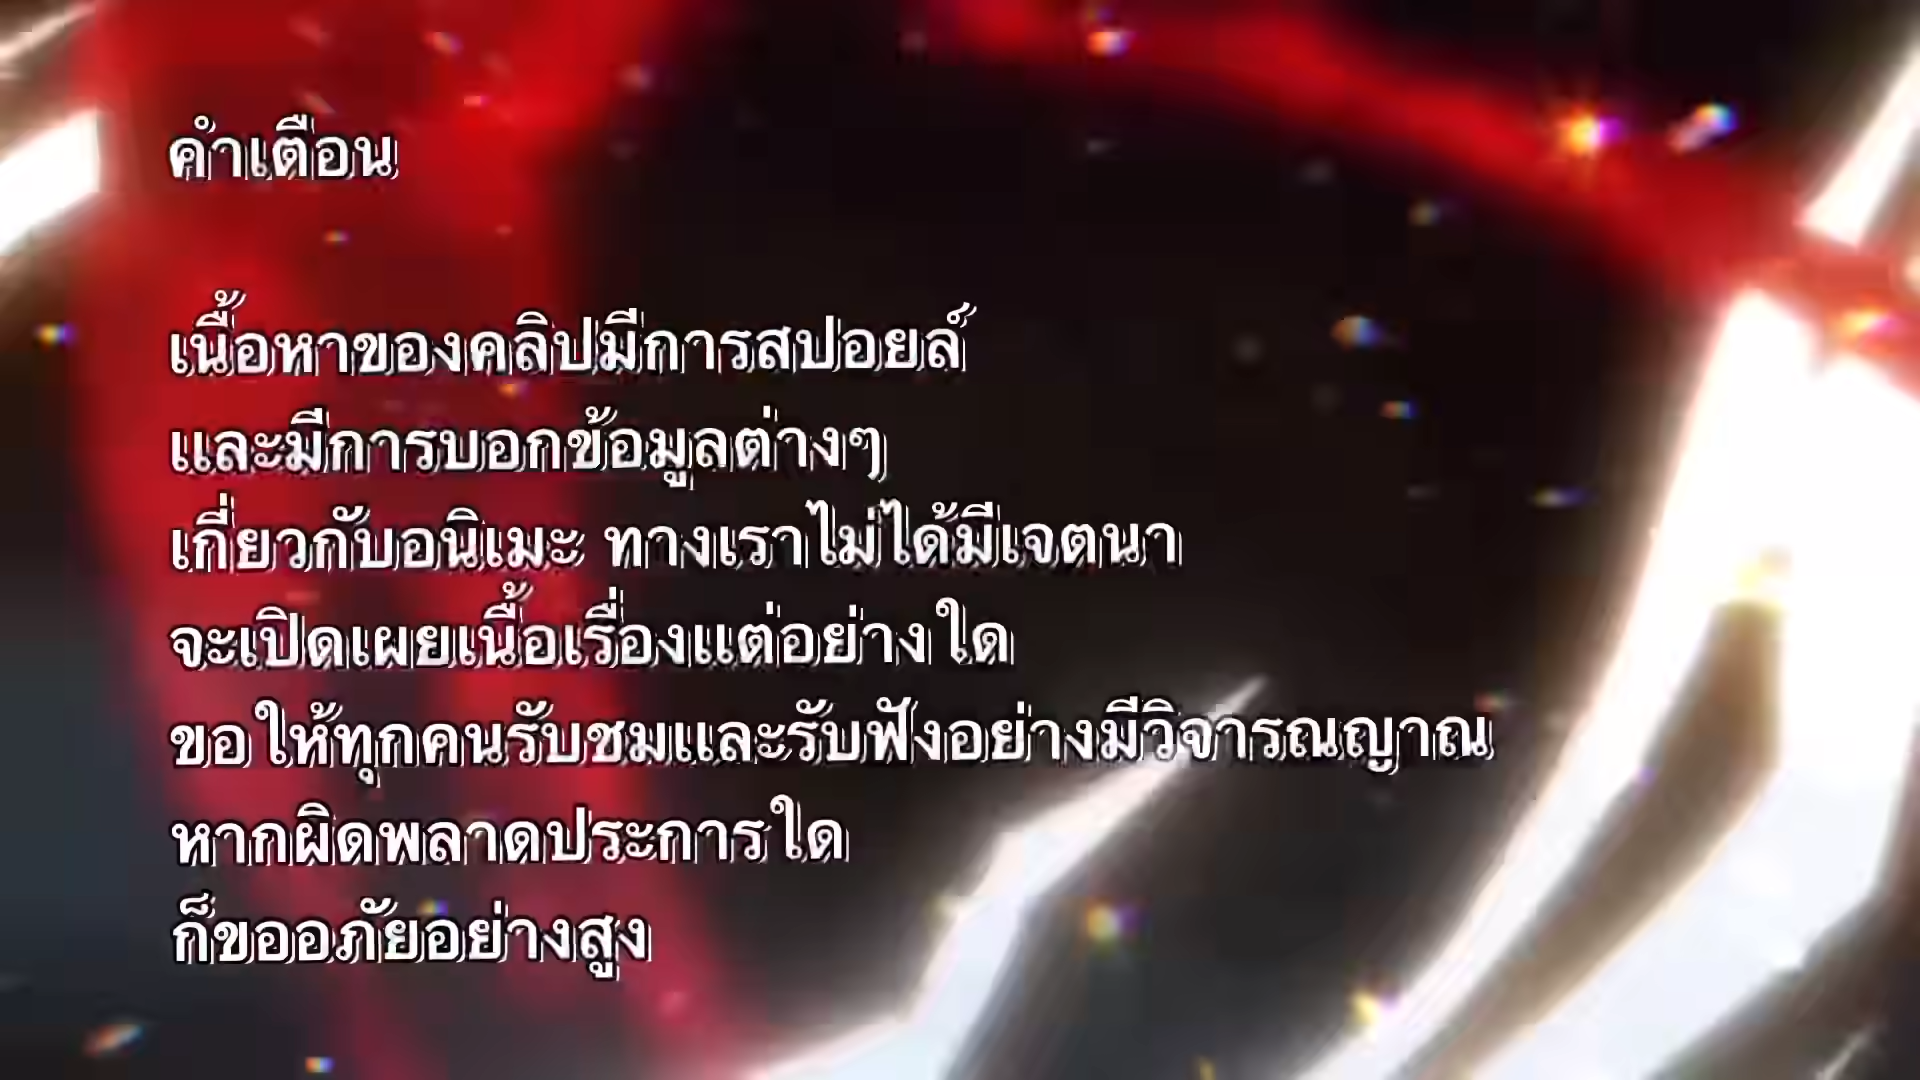 คำเตือน
เนื้อหาของคลิปมีการสปอยล์
และมีการบอกข้อมูลต่างๆ
เกี่ยวกับอนิเมะ ทางเราไม่ได้มีเจตนา
จะเปิดเผยเนื้อเรื่องแต่อย่างใด
ขอให้ทุกคนรับชมและรับฟังอย่างมีวิจารณญาณ
หากผิดพลาดประการใด
ก็ขออภัยอย่างสูง